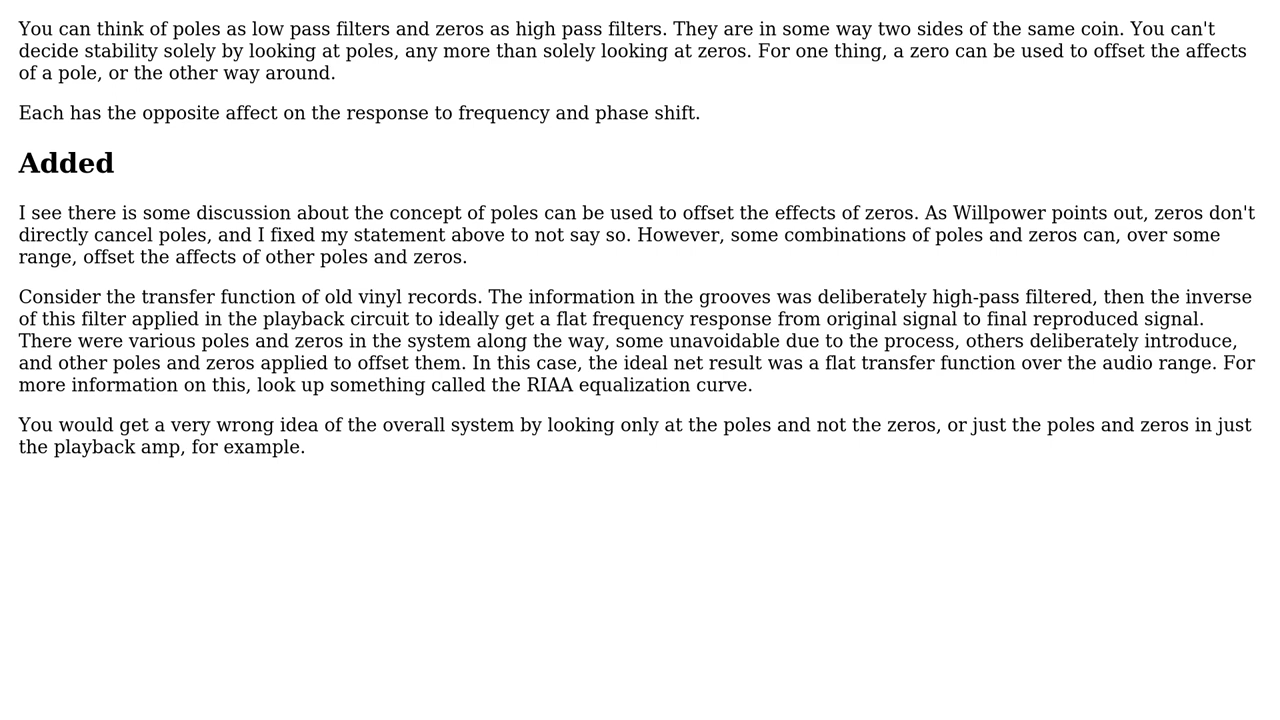 You can think of poles as low pass filters and zeros as high pass filters. They are in some way two sides of the same coin. You can't
decide stability solely by looking at poles, any more than solely looking at zeros. For one thing, a zero can be used to offset the affects
of a pole, or the other way around.
Each has the opposite affect on the response to frequency and phase shift.
Added
I see there is some discussion about the concept of poles can be used to offset the effects of zeros. As Willpower points out, zeros don't
directly cancel poles, and I fixed my statement above to not say so. However, some combinations of poles and zeros can, over some
range, offset the affects of other poles and zeros.
Consider the transfer function of old vinyl records. The information in the grooves was deliberately high-pass filtered, then the inverse
of this filter applied in the playback circuit to ideally get a flat frequency response from original signal to final reproduced signal.
There were various poles and zeros in the system along the way, some unavoidable due to the process, others deliberately introduce,
and other poles and zeros applied to offset them. In this case, the ideal net result was a flat transfer function over the audio range. For
more information on this, look up something called the RIAA equalization curve.
You would get a very wrong idea of the overall system by looking only at the poles and not the zeros, or just the poles and zeros in just
the playback amp, for example.